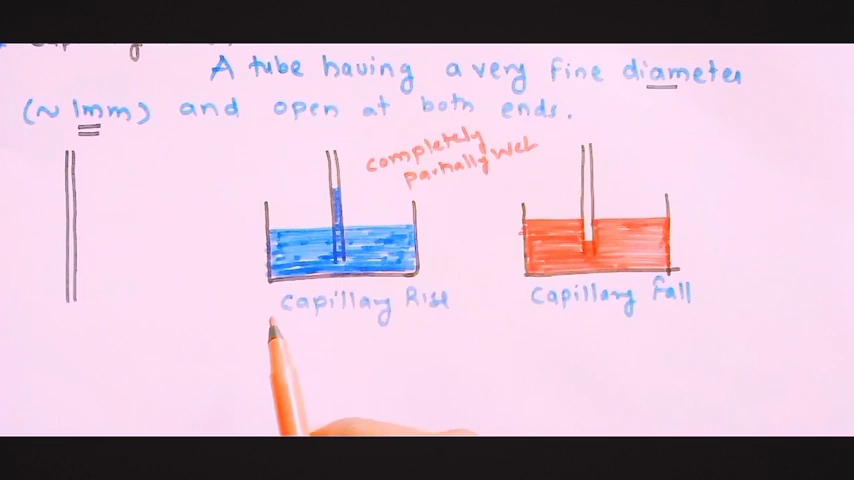 A tube having a very fine diameter
(~ 1mm) and open at both ends.
completely
partially wet
Capillary Rise
Capillary fall